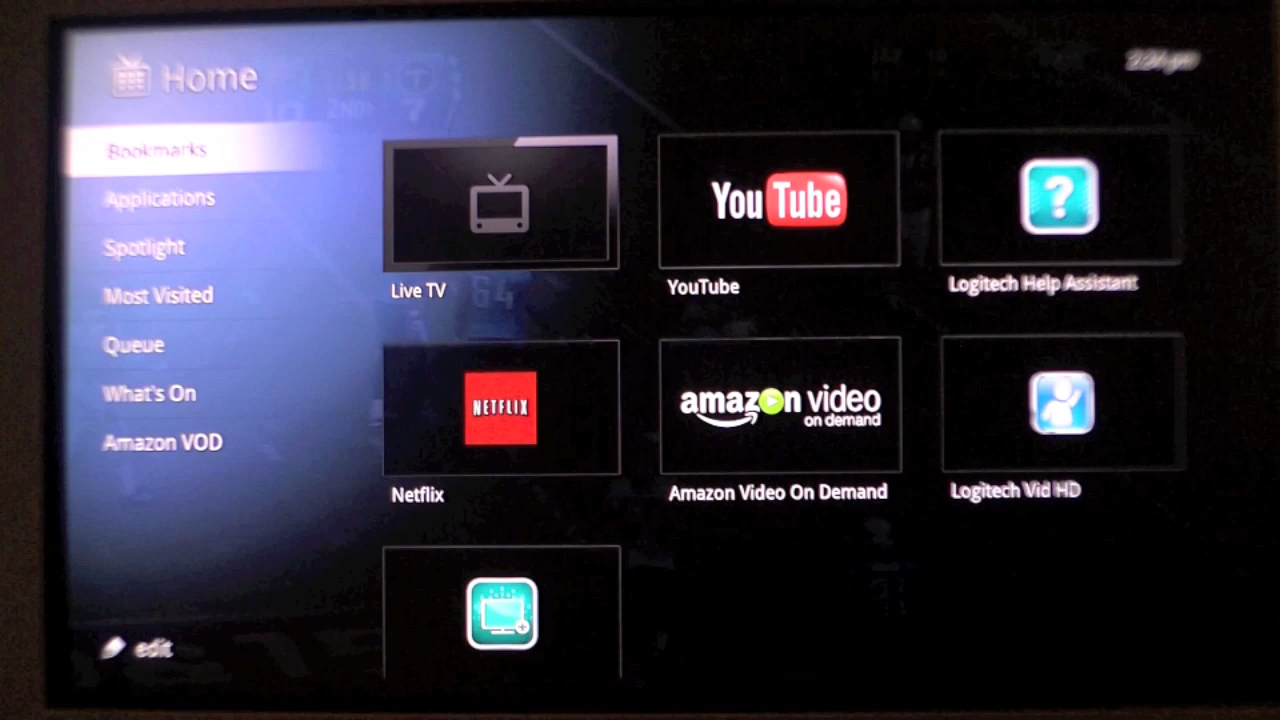 Home
Bookmarks
Applications
Spotlight
Most Visited
Queue
What's On
Amazon VOD
edit
Live TV
YouTube
YouTube
Logitech Help Assistant
NETFLIX
Netflix
amazon video
on demand
Amazon Video On Demand
Logitech Vid HD
64